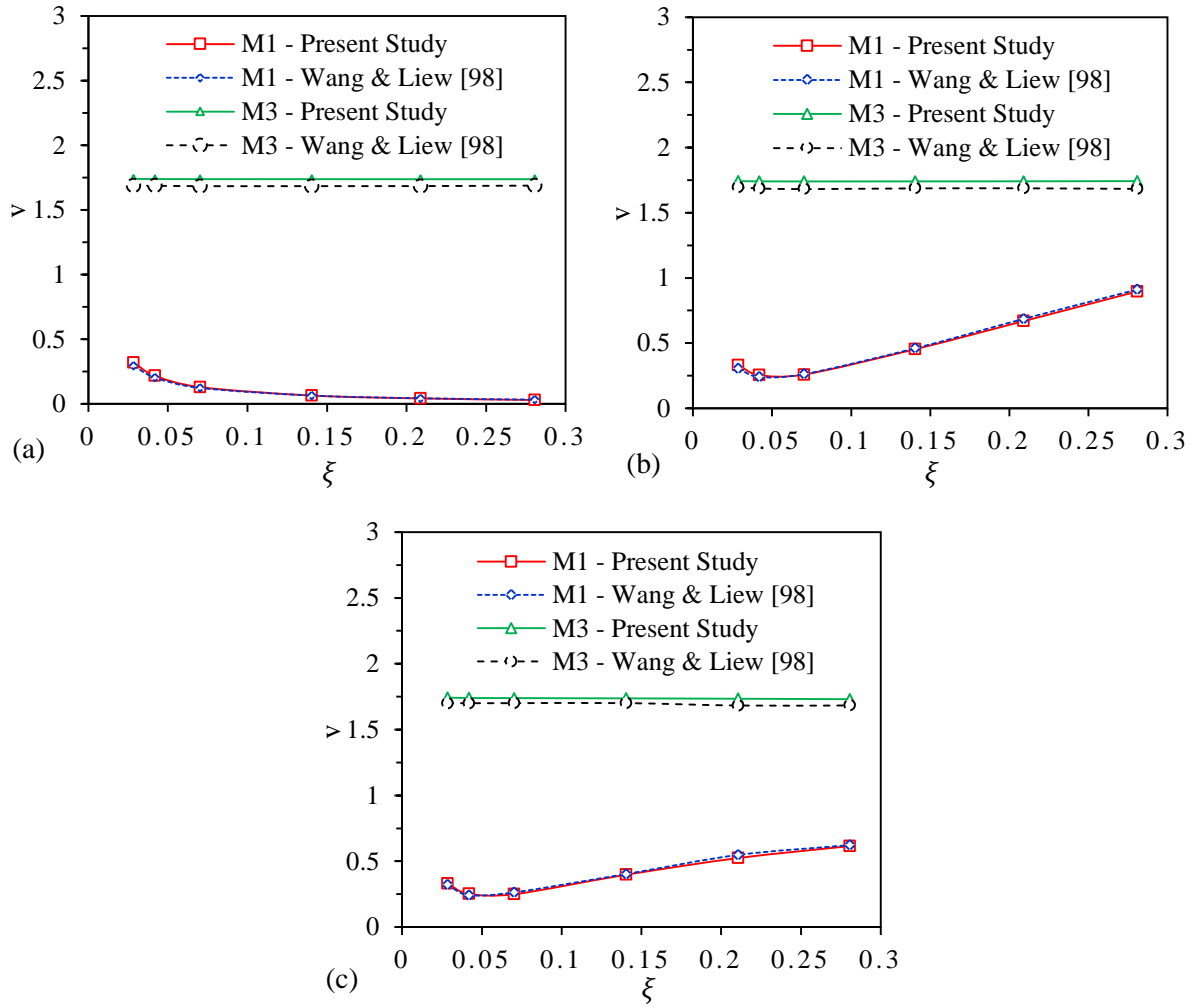 3
2.5
2
1.5
1
0.5
0
v
M1 - Present Study
M1 - Wang & Liew [98]
M3 - Present Study
M3 - Wang & Liew [98]
0 0.05 0.1 0.15 0.2 0.25 0.3
ξ
(a)
3
2.5
2
1.5
1
0.5
0
v
M1 - Present Study
M1 - Wang & Liew [98]
M3 - Present Study
M3 - Wang & Liew [98]
0 0.05 0.1 0.15 0.2 0.25 0.3
ξ
(b)
3
2.5
2
1.5
1
0.5
0
v
M1 - Present Study
M1 - Wang & Liew [98]
M3 - Present Study
M3 - Wang & Liew [98]
0 0.05 0.1 0.15 0.2 0.25 0.3
ξ
(c)